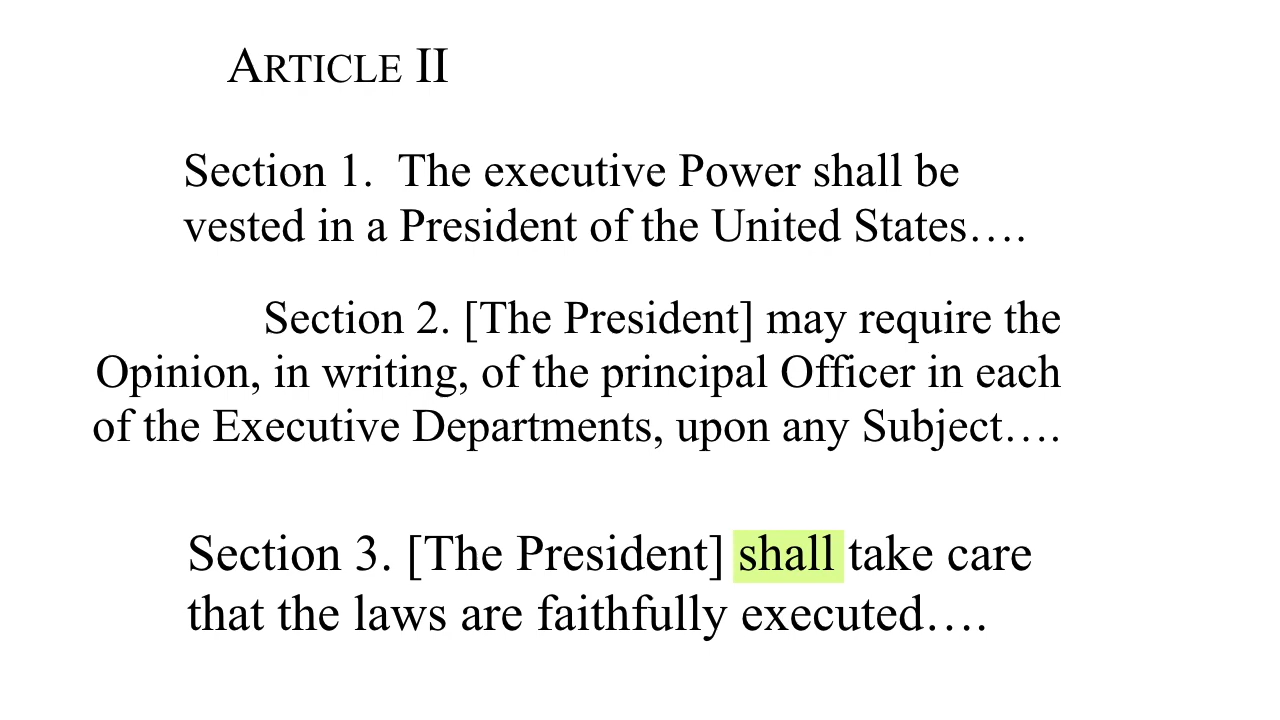 ARTICLE II
Section 1. The executive Power shall be
vested in a President of the United States….
Section 2. [The President] may require the
Opinion, in writing, of the principal Officer in each
of the Executive Departments, upon any Subject….
Section 3. [The President] shall take care
that the laws are faithfully executed….